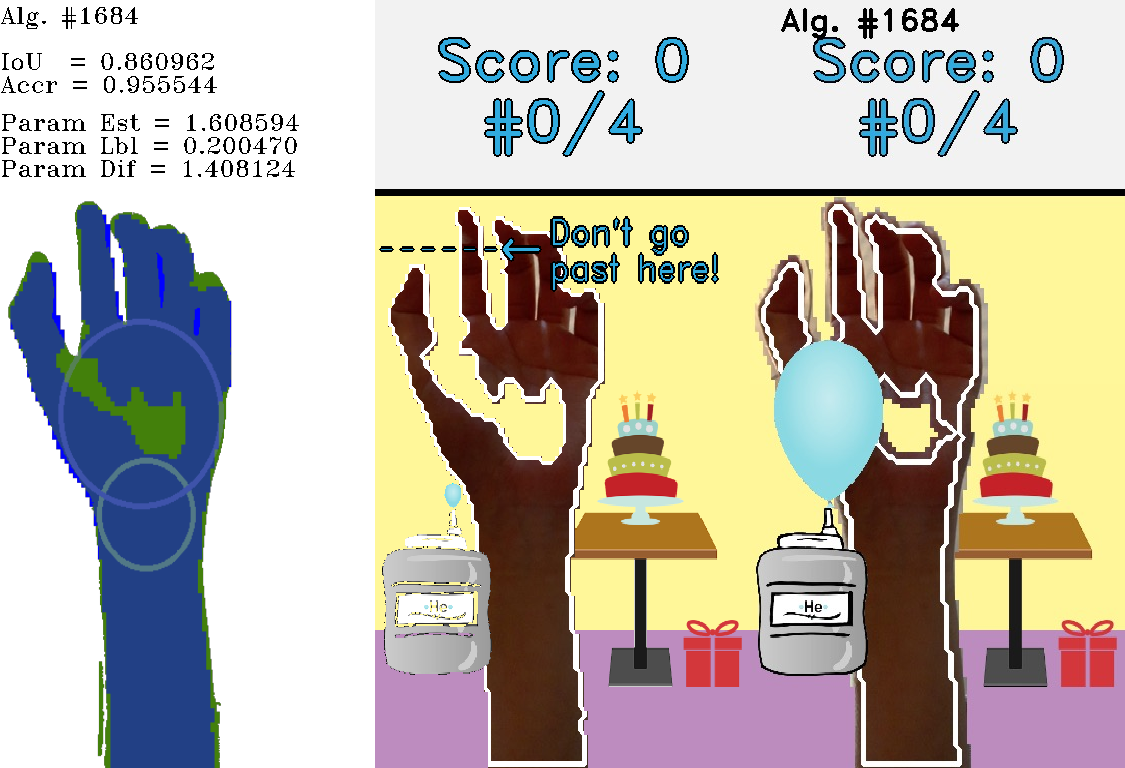 Alg. #1684
IoU = 0.860962
Accr = 0.955544
Param Est = 1.608594
Param Lbl = 0.200470
Param Dif = 1.408124
Score: 0
#0/4
Don't go
past here!
He
Alg. #1684
Score: 0
#0/4
He